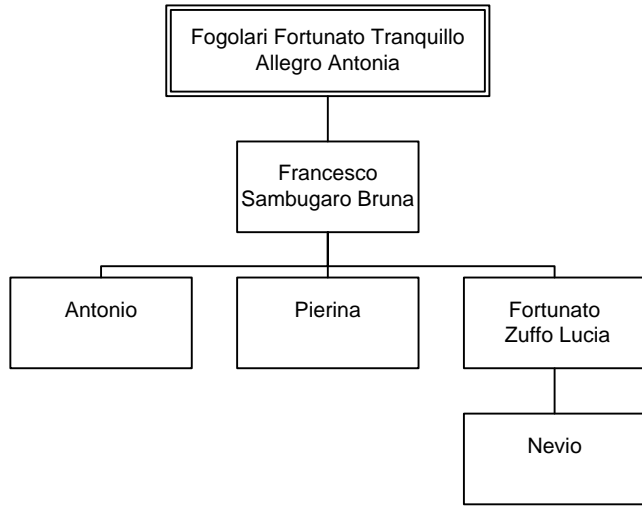 Fogolari Fortunato Tranquillo
Allegro Antonia
Francesco
Sambugaro Bruna
Antonio
Pierina
Fortunato
Zuffo Lucia
Nevio